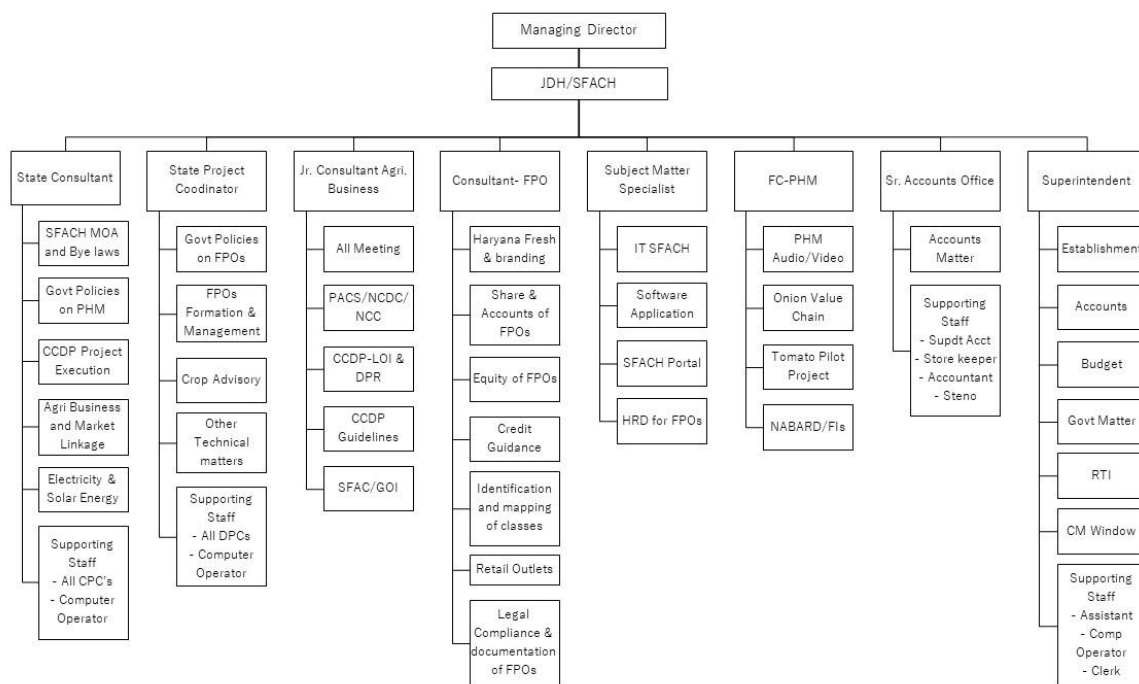 Managing Director
JDH/SFACH
State Consultant
SFACH MOA
and Bye laws
Govt Policies
on PHM
CCDP Project
Execution
Agri Business
and Market
Linkage
Electricity &
Solar Energy
Supporting
Staff
- All CPC's
- Computer
Operator
State Project
Coodinator
Govt Policies
on FPOs
FPOs
Formation &
Management
Crop Advisory
Other
Technical
matters
Supporting
Staff
- All DPCs
- Computer
Operator
Jr. Consultant Agri.
Business
All Meeting
PACS/NCDC/
NCC
CCDP-LOI &
DPR
CCDP
Guidelines
SFAC/GOI
Consultant- FPO
Haryana Fresh
& branding
Share &
Accounts of
FPOs
Equity of FPOs
Credit
Guidance
Identification
and mapping
of classes
Retail Outlets
Legal
Compliance &
documentation
of FPOs
Subject Matter
Specialist
IT SFACH
Software
Application
SFACH Portal
HRD for FPOs
FC-PHM
PHM
Audio/Video
Onion Value
Chain
Tomato Pilot
Project
NABARD/FIs
Sr. Accounts Office
Accounts
Matter
Supporting
Staff
- Supdt Acct
- Store keeper
- Accountant
- Steno
Superintendent
Establishment
Accounts
Budget
Govt Matter
RTI
CM Window
Supporting
Staff
- Assistant
- Comp
Operator
- Clerk